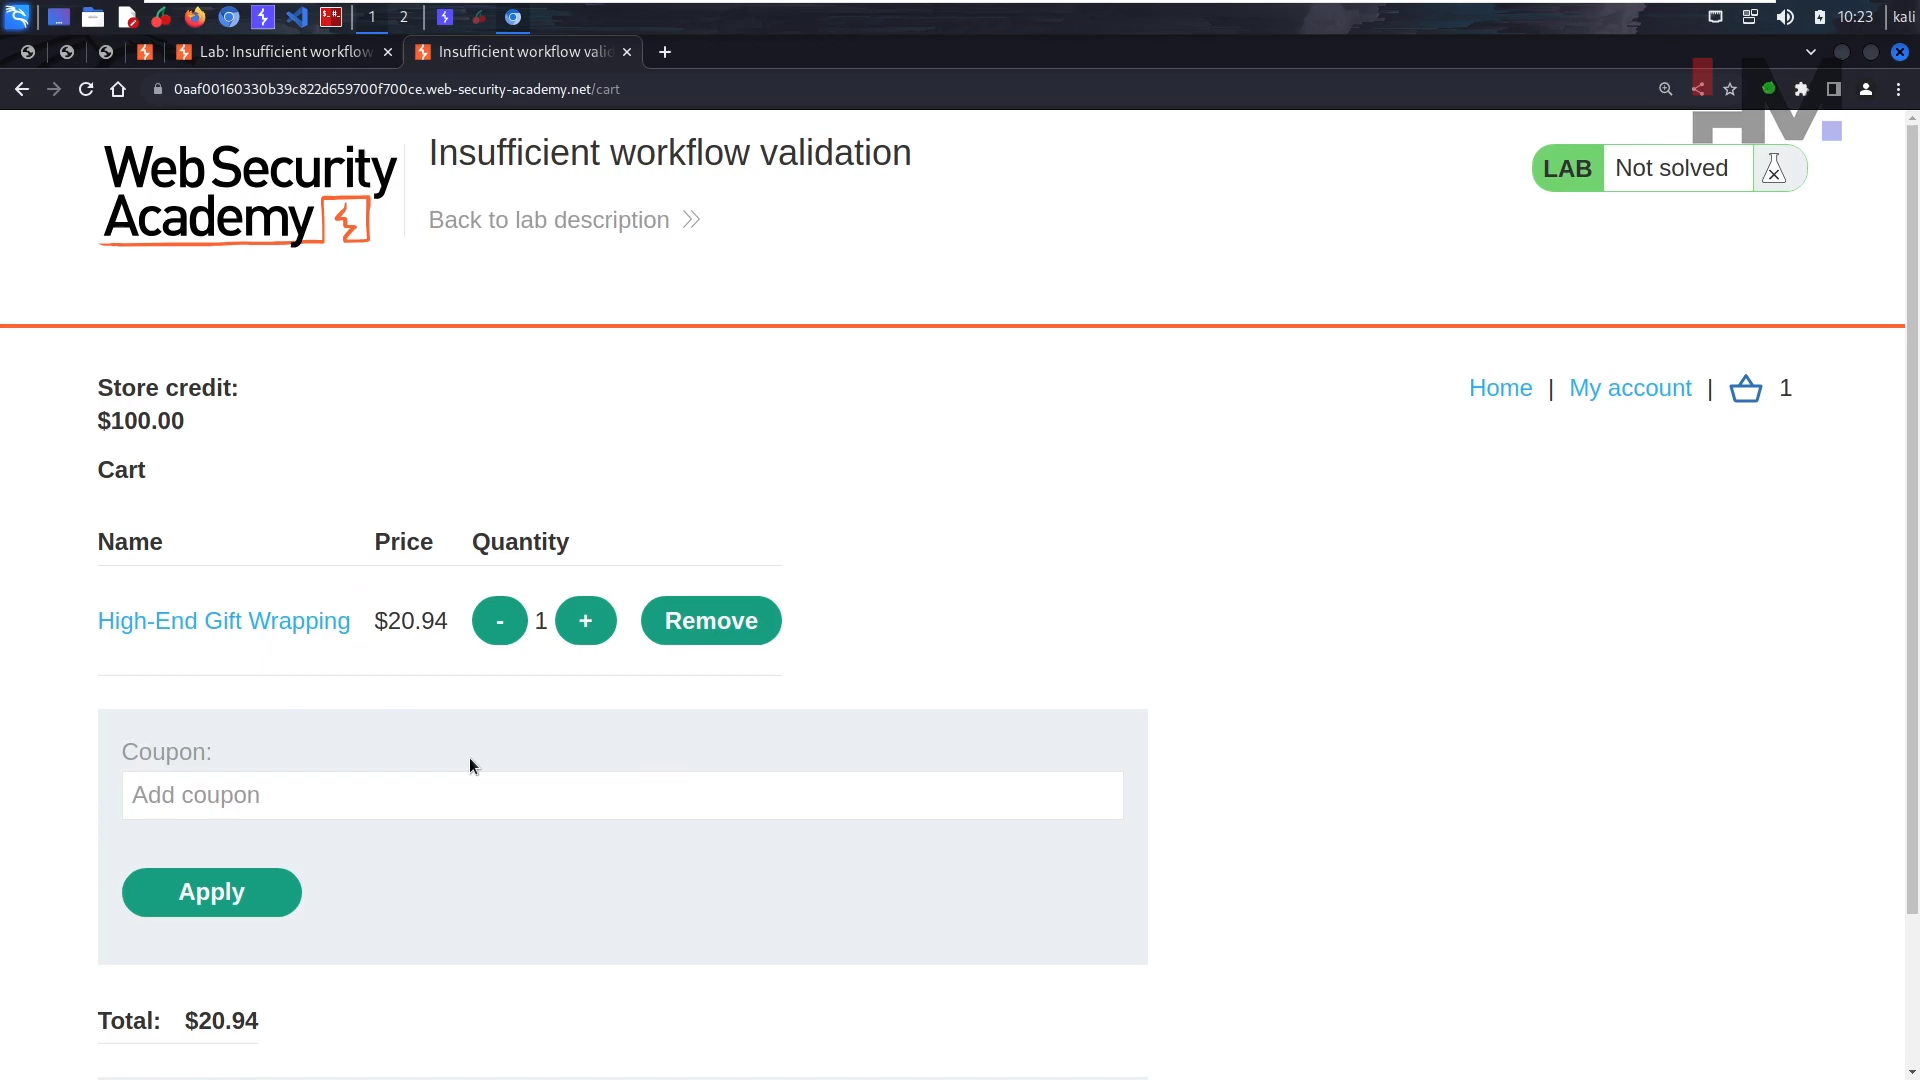 1 2 10:23 kali
Lab: Insufficient workflow Insufficient workflow valid
0aaf00160330b39c822d659700f700ce.web-security-academy.net/cart
HM
Web Security
Academy
Insufficient workflow validation
Back to lab description
LAB Not solved
Store credit:
$100.00
Home | My account | 1
Cart
Name Price Quantity
High-End Gift Wrapping $20.94 - 1 + Remove
Coupon:
Add coupon
Apply
Total: $20.94